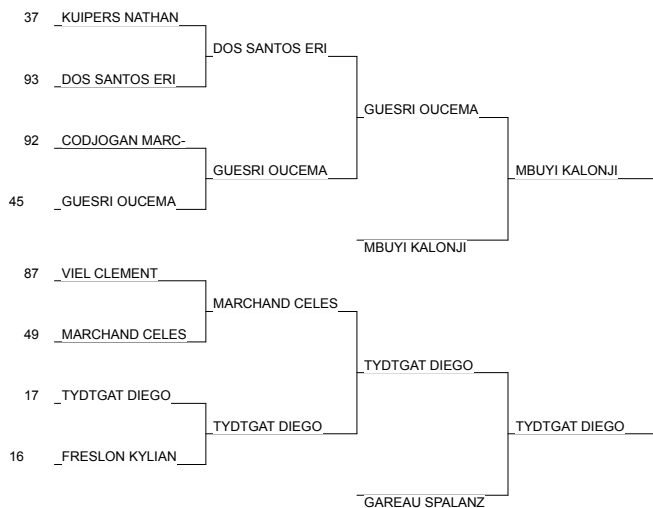 37 KUIPERS NATHAN
DOS SANTOS ERI
93 DOS SANTOS ERI
GUESRI OUCEMA
92 CODJOGAN MARC-
GUESRI OUCEMA
MBUYI KALONJI
45 GUESRI OUCEMA
MBUYI KALONJI
87 VIEL CLEMENT
MARCHAND CELES
49 MARCHAND CELES
TYDTGAT DIEGO
17 TYDTGAT DIEGO
TYDTGAT DIEGO
TYDTGAT DIEGO
16 FRESLON KYLIAN
GAREAU SPALANZ